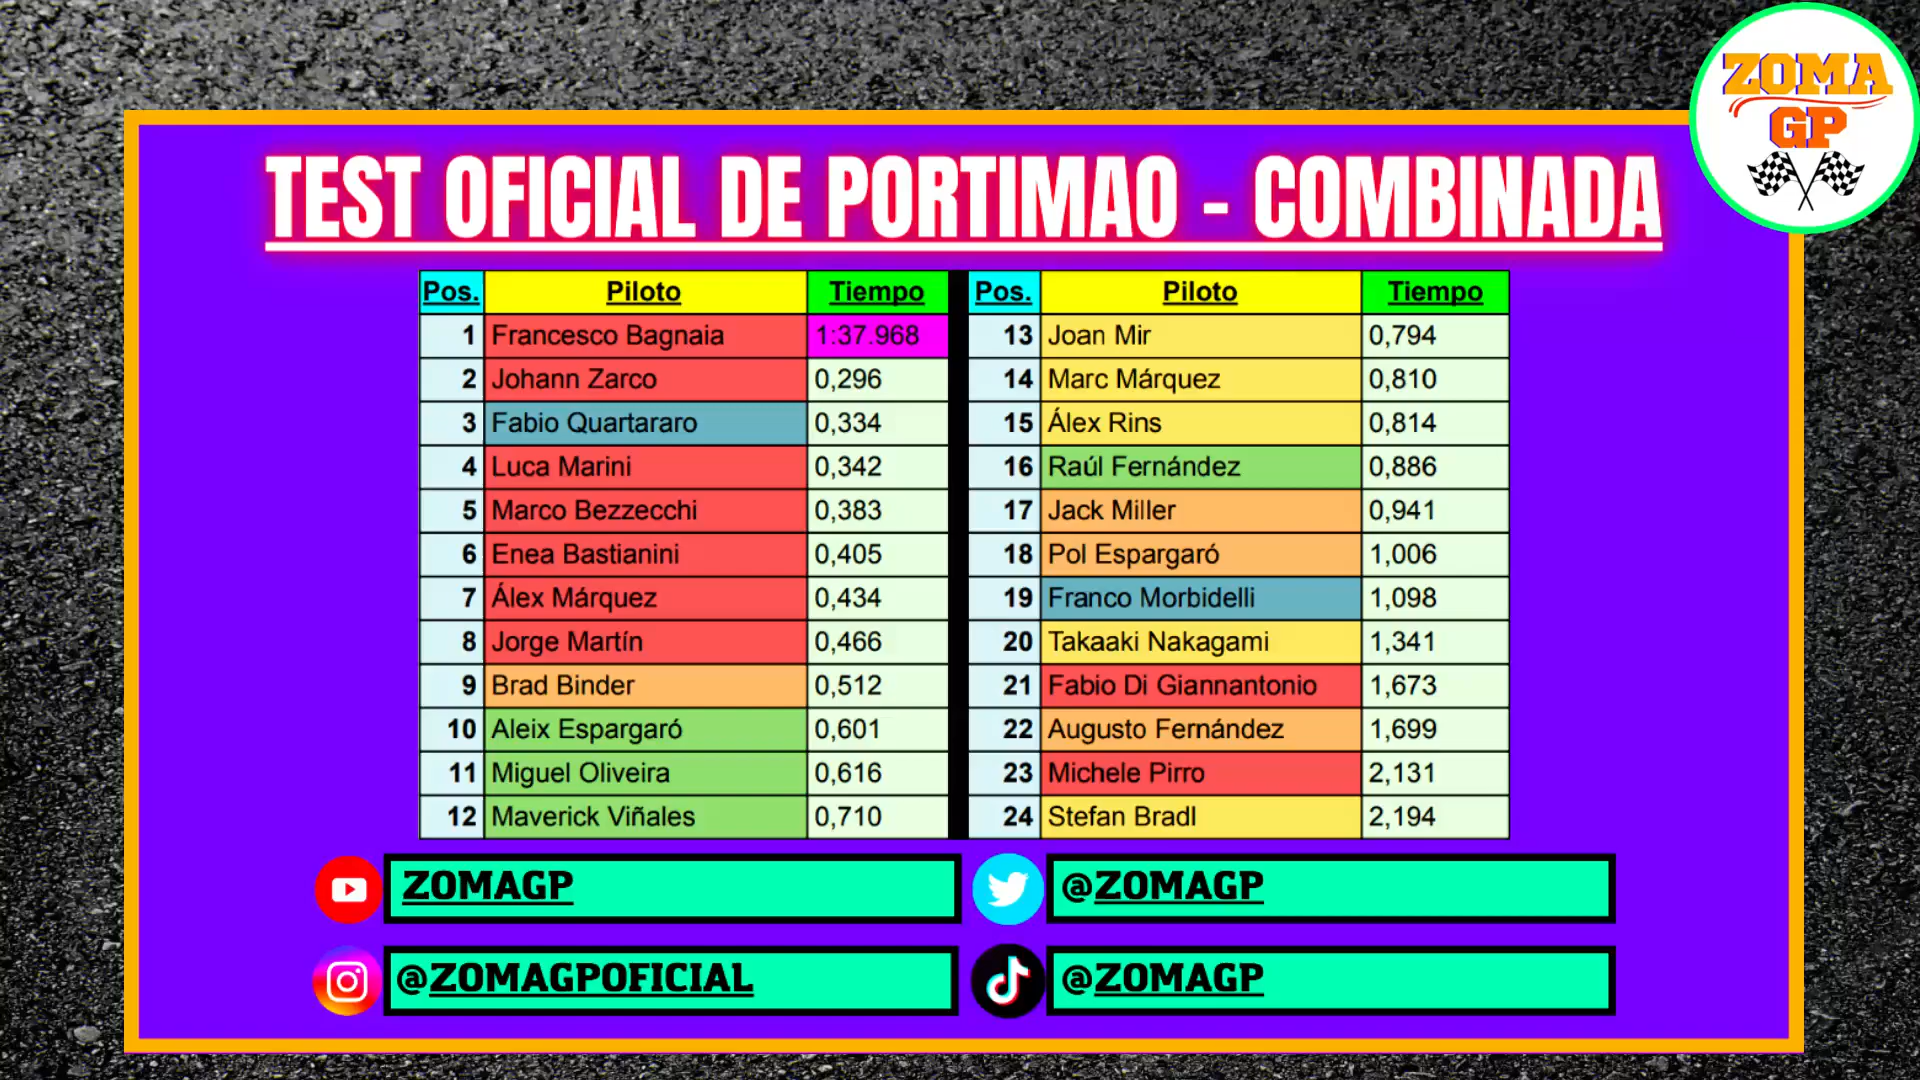 ZOMA
GP
TEST OFICIAL DE PORTIMAO - COMBINADA
Pos. Piloto Tiempo
1 Francesco Bagnaia 1:37.968
2 Johann Zarco 0,296
3 Fabio Quartararo 0,334
4 Luca Marini 0,342
5 Marco Bezzecchi 0,383
6 Enea Bastianini 0,405
7 Álex Márquez 0,434
8 Jorge Martín 0,466
9 Brad Binder 0,512
10 Aleix Espargaró 0,601
11 Miguel Oliveira 0,616
12 Maverick Viñales 0,710
Pos. Piloto Tiempo
13 Joan Mir 0,794
14 Marc Márquez 0,810
15 Álex Rins 0,814
16 Raúl Fernández 0,886
17 Jack Miller 0,941
18 Pol Espargaró 1,006
19 Franco Morbidelli 1,098
20 Takaaki Nakagami 1,341
21 Fabio Di Giannantonio 1,673
22 Augusto Fernández 1,699
23 Michele Pirro 2,131
24 Stefan Bradl 2,194
ZOMAGP
@ZOMAGP
@ZOMAGPOFICIAL
@ZOMAGP